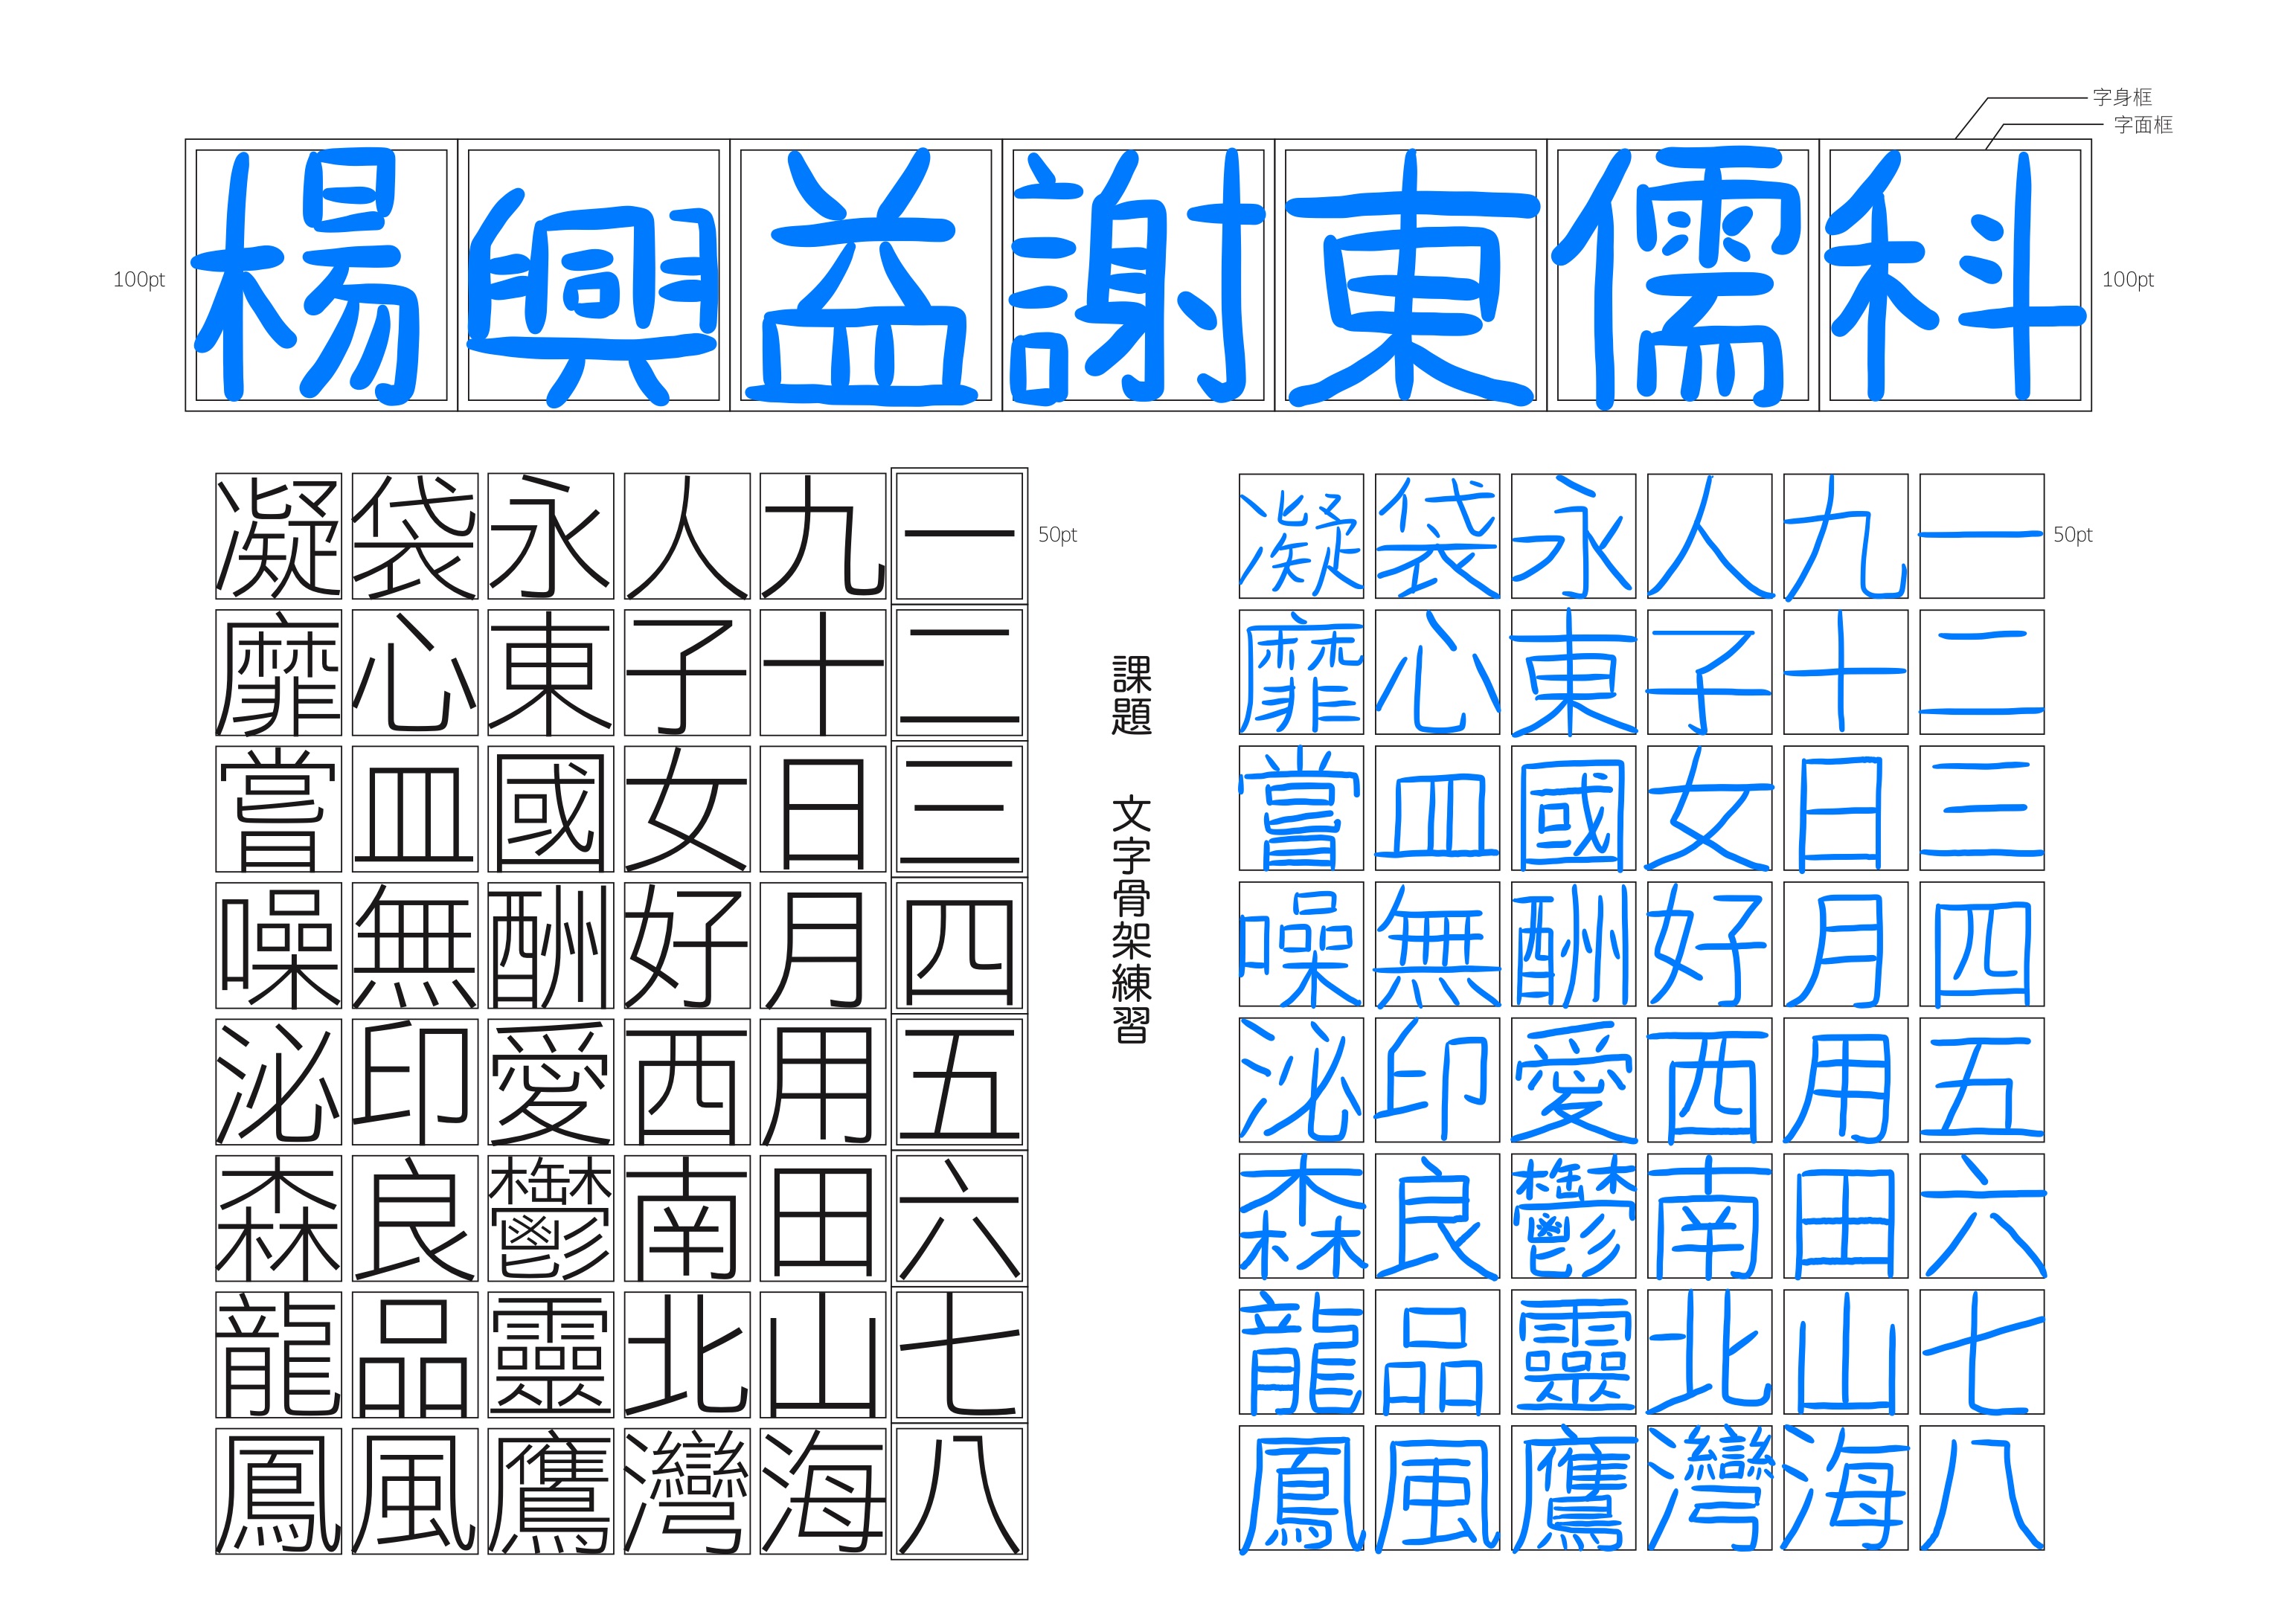 字身框
字面框
100pt
楊興益謝東儒科
100pt
50pt
一二三四五六七八
九十日月用田山海
人子女好西南北灣
永東國酬愛鬱靈鷹
袋心皿無印良品風
凝靡嘗噪泌森龍鳳
課題 文字骨架練習
50pt
一二三四五六七八
九十日月用田山海
人子女好西南北灣
永東國酬愛鬱靈鷹
袋心皿無印良品風
凝靡嘗噪泌森龍鳳